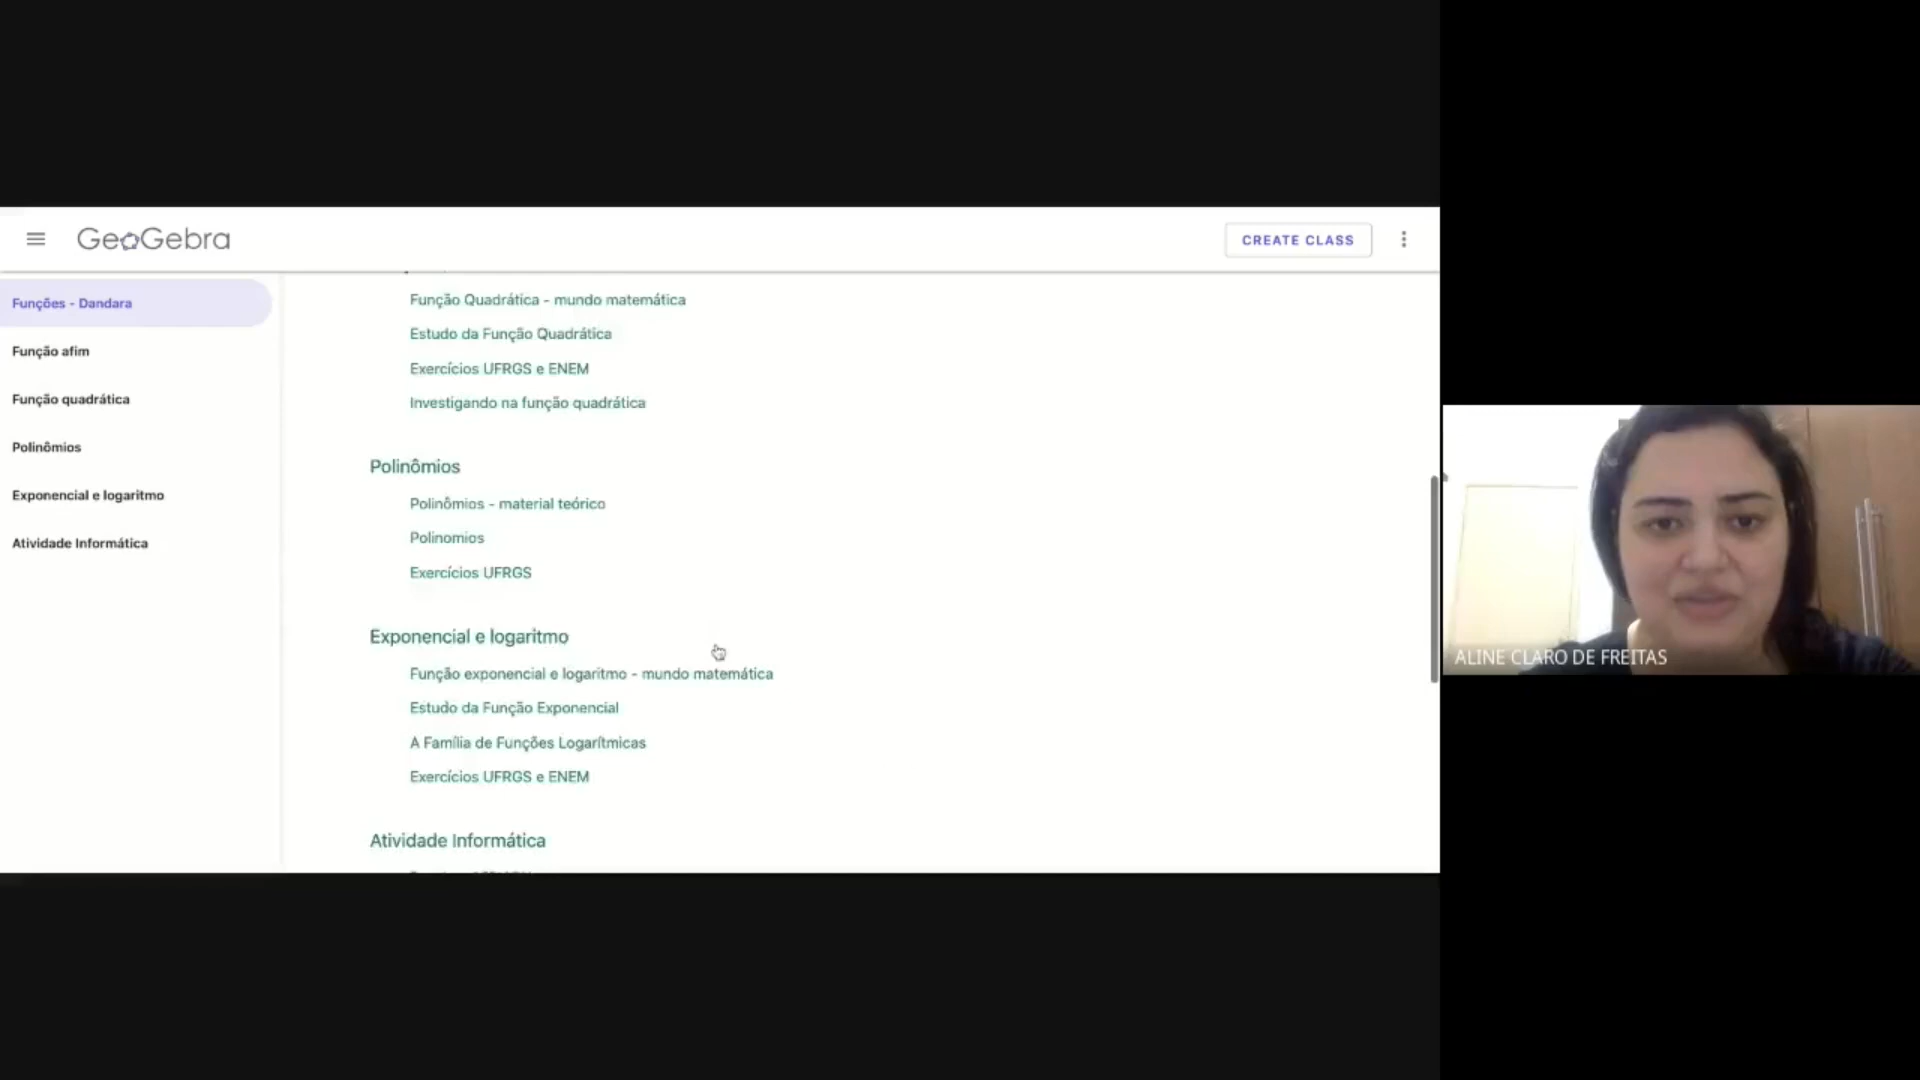 GeoGebra
CREATE CLASS
Funções - Dandara
Função afim
Função quadrática
Polinômios
Exponencial e logaritmo
Atividade Informática
Função Quadrática - mundo matemática
Estudo da Função Quadrática
Exercícios UFRGS e ENEM
Investigando na função quadrática
Polinômios
Polinômios - material teórico
Polinomios
Exercícios UFRGS
Exponencial e logaritmo
Função exponencial e logaritmo - mundo matemática
Estudo da Função Exponencial
A Família de Funções Logarítmicas
Exercícios UFRGS e ENEM
Atividade Informática
ALINE CLARO DE FREITAS